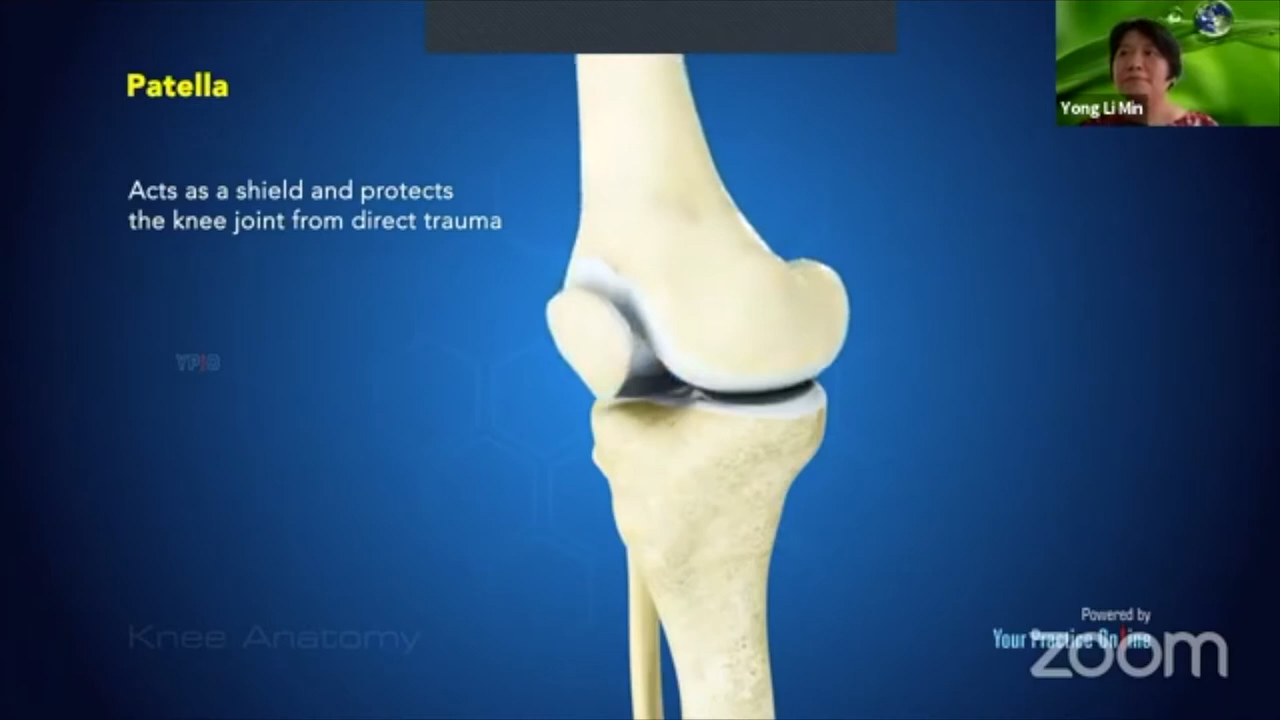 Patella
Yong Li Min
Acts as a shield and protects
the knee joint from direct trauma
YPO
Knee Anatomy
Powered by
Your Practice Online
zoom